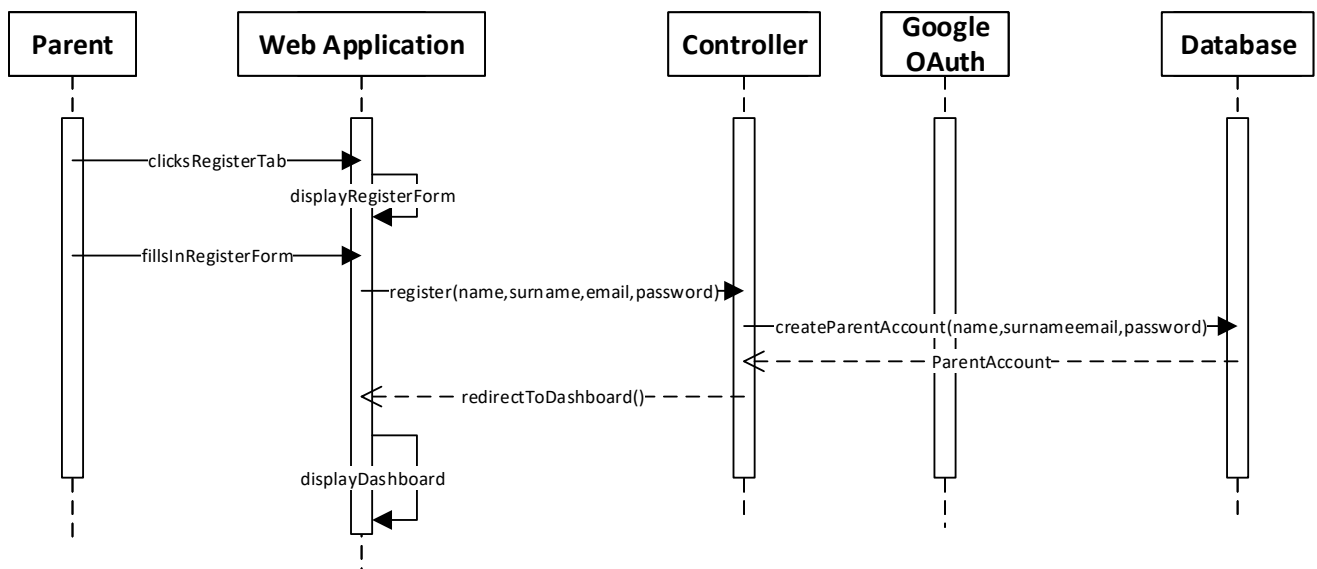 Parent
Web Application
Controller
Google
OAuth
Database
clicksRegisterTab
displayRegisterForm
fillsInRegisterForm
register(name,surname,email,password)
createParentAccount(name,surnameemail,password)
ParentAccount
redirectToDashboard()
displayDashboard